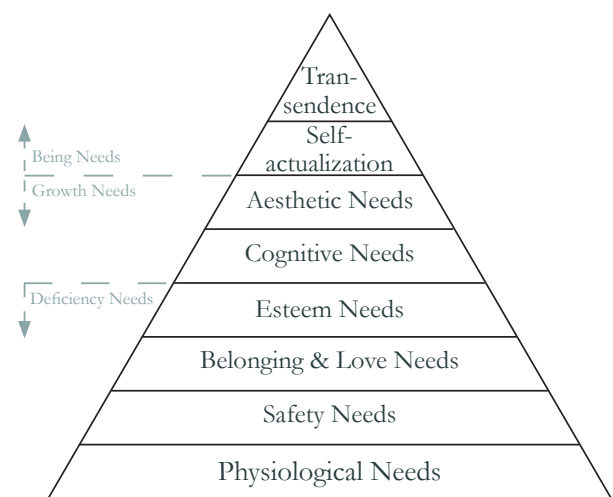 Tran-
sendence
Self-
actualization
Being Needs
Growth Needs
Aesthetic Needs
Cognitive Needs
Deficiency Needs
Esteem Needs
Belonging & Love Needs
Safety Needs
Physiological Needs